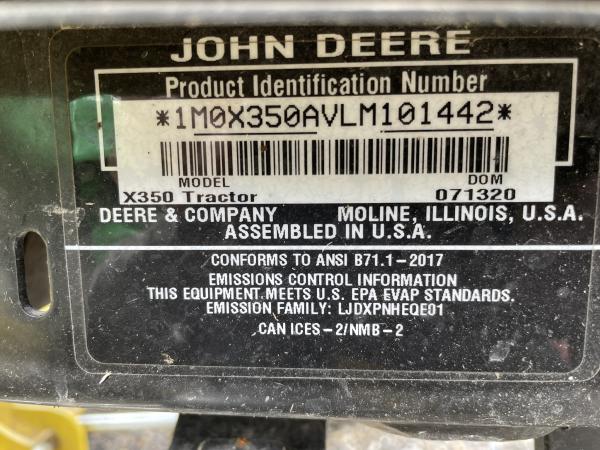 JOHN DEERE
Product Identification Number
*1M0X350AVLM101442*
MODEL DOM
X350 Tractor 071320
DEERE & COMPANY MOLINE, ILLINOIS, U.S.A.
ASSEMBLED IN U.S.A.
CONFORMS TO ANSI B71.1-2017
EMISSIONS CONTROL INFORMATION
THIS EQUIPMENT MEETS U.S. EPA EVAP STANDARDS.
EMISSION FAMILY: LJDXPNHEQE01
CAN ICES-2/NMB-2